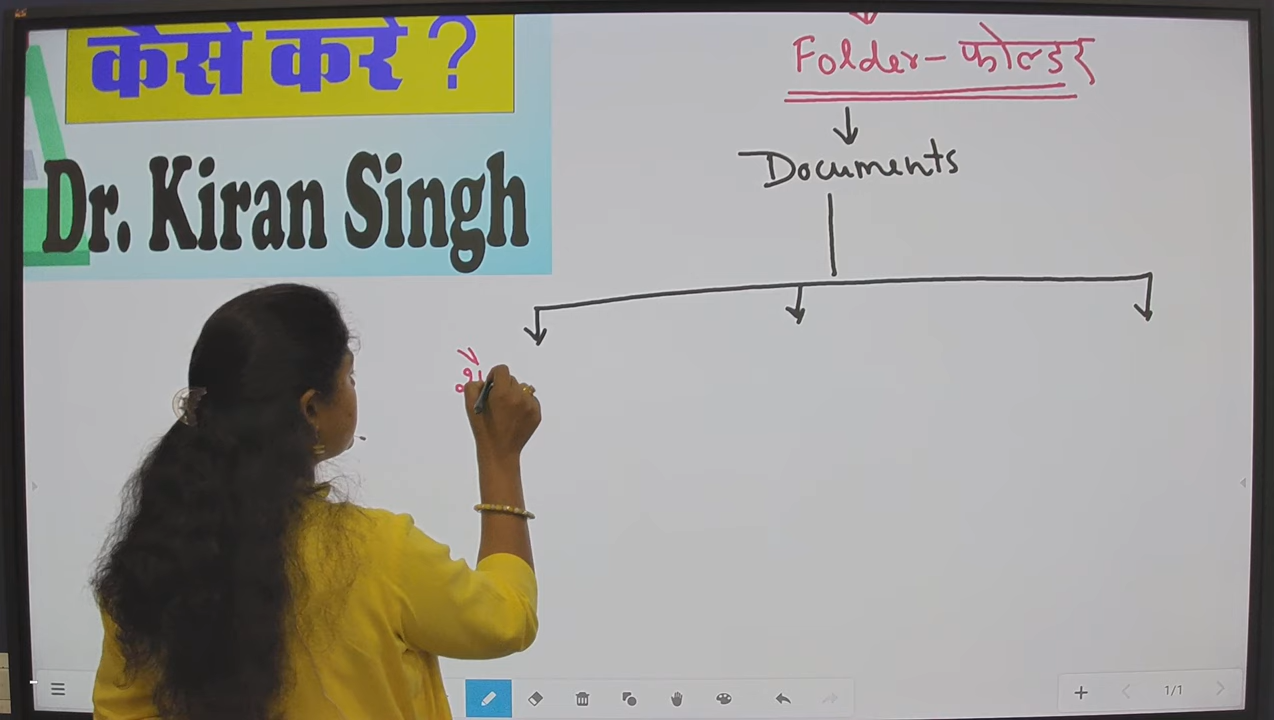 केसे करे ?
Dr. Kiran Singh
Folder - फोल्डर
Documents
1/1